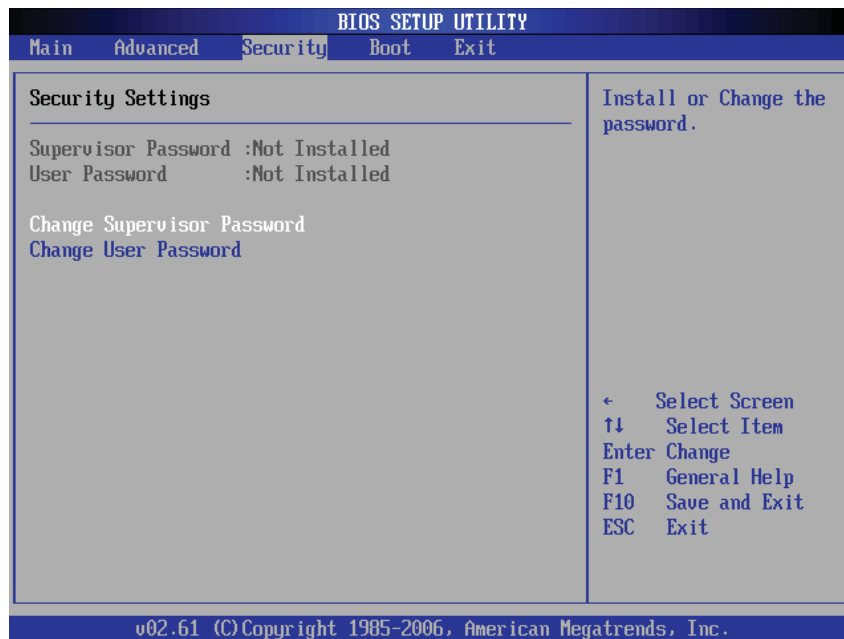 BIOS SETUP UTILITY
Main Advanced Security Boot Exit
Security Settings
Supervisor Password :Not Installed
User Password :Not Installed
Change Supervisor Password
Change User Password
Install or Change the
password.
← Select Screen
↑↓ Select Item
Enter Change
F1 General Help
F10 Save and Exit
ESC Exit
v02.61 (C)Copyright 1985-2006, American Megatrends, Inc.